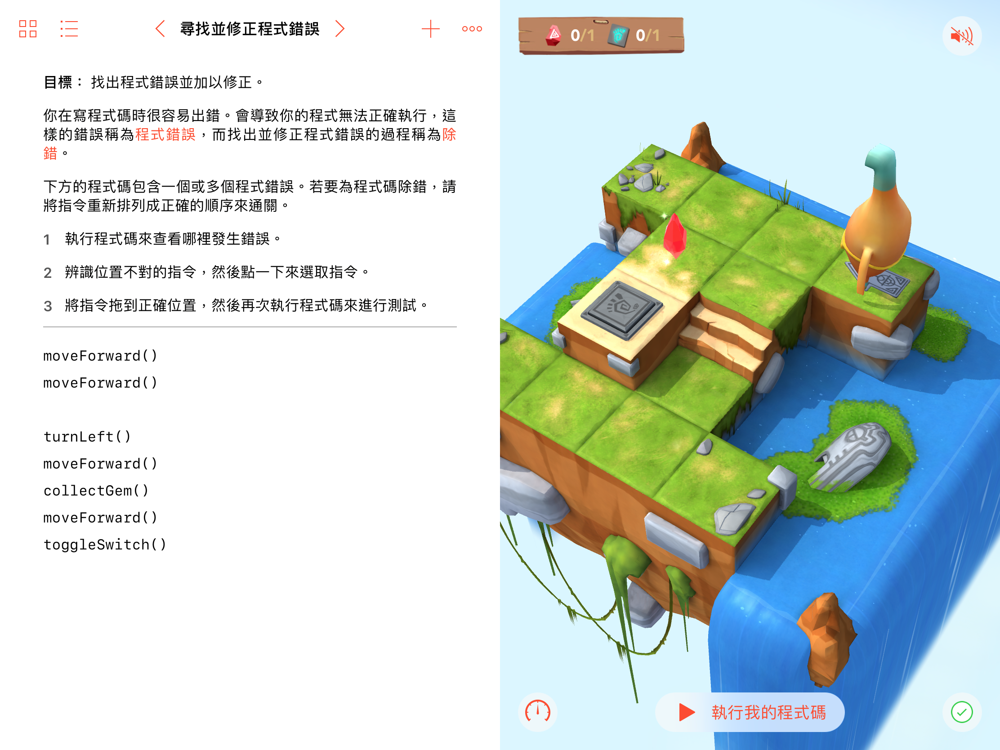 尋找並修正程式錯誤
目標： 找出程式錯誤並加以修正。
你在寫程式碼時很容易出錯。會導致你的程式無法正確執行，這
樣的錯誤稱為程式錯誤，而找出並修正程式錯誤的過程稱為除
錯。
下方的程式碼包含一個或多個程式錯誤。若要為程式碼除錯，請
將指令重新排列成正確的順序來通關。
1 執行程式碼來查看哪裡發生錯誤。
2 辨識位置不對的指令，然後點一下來選取指令。
3 將指令拖到正確位置，然後再次執行程式碼來進行測試。
moveForward()
moveForward()
turnLeft()
moveForward()
collectGem()
moveForward()
toggleSwitch()
0/1 0/1
執行我的程式碼